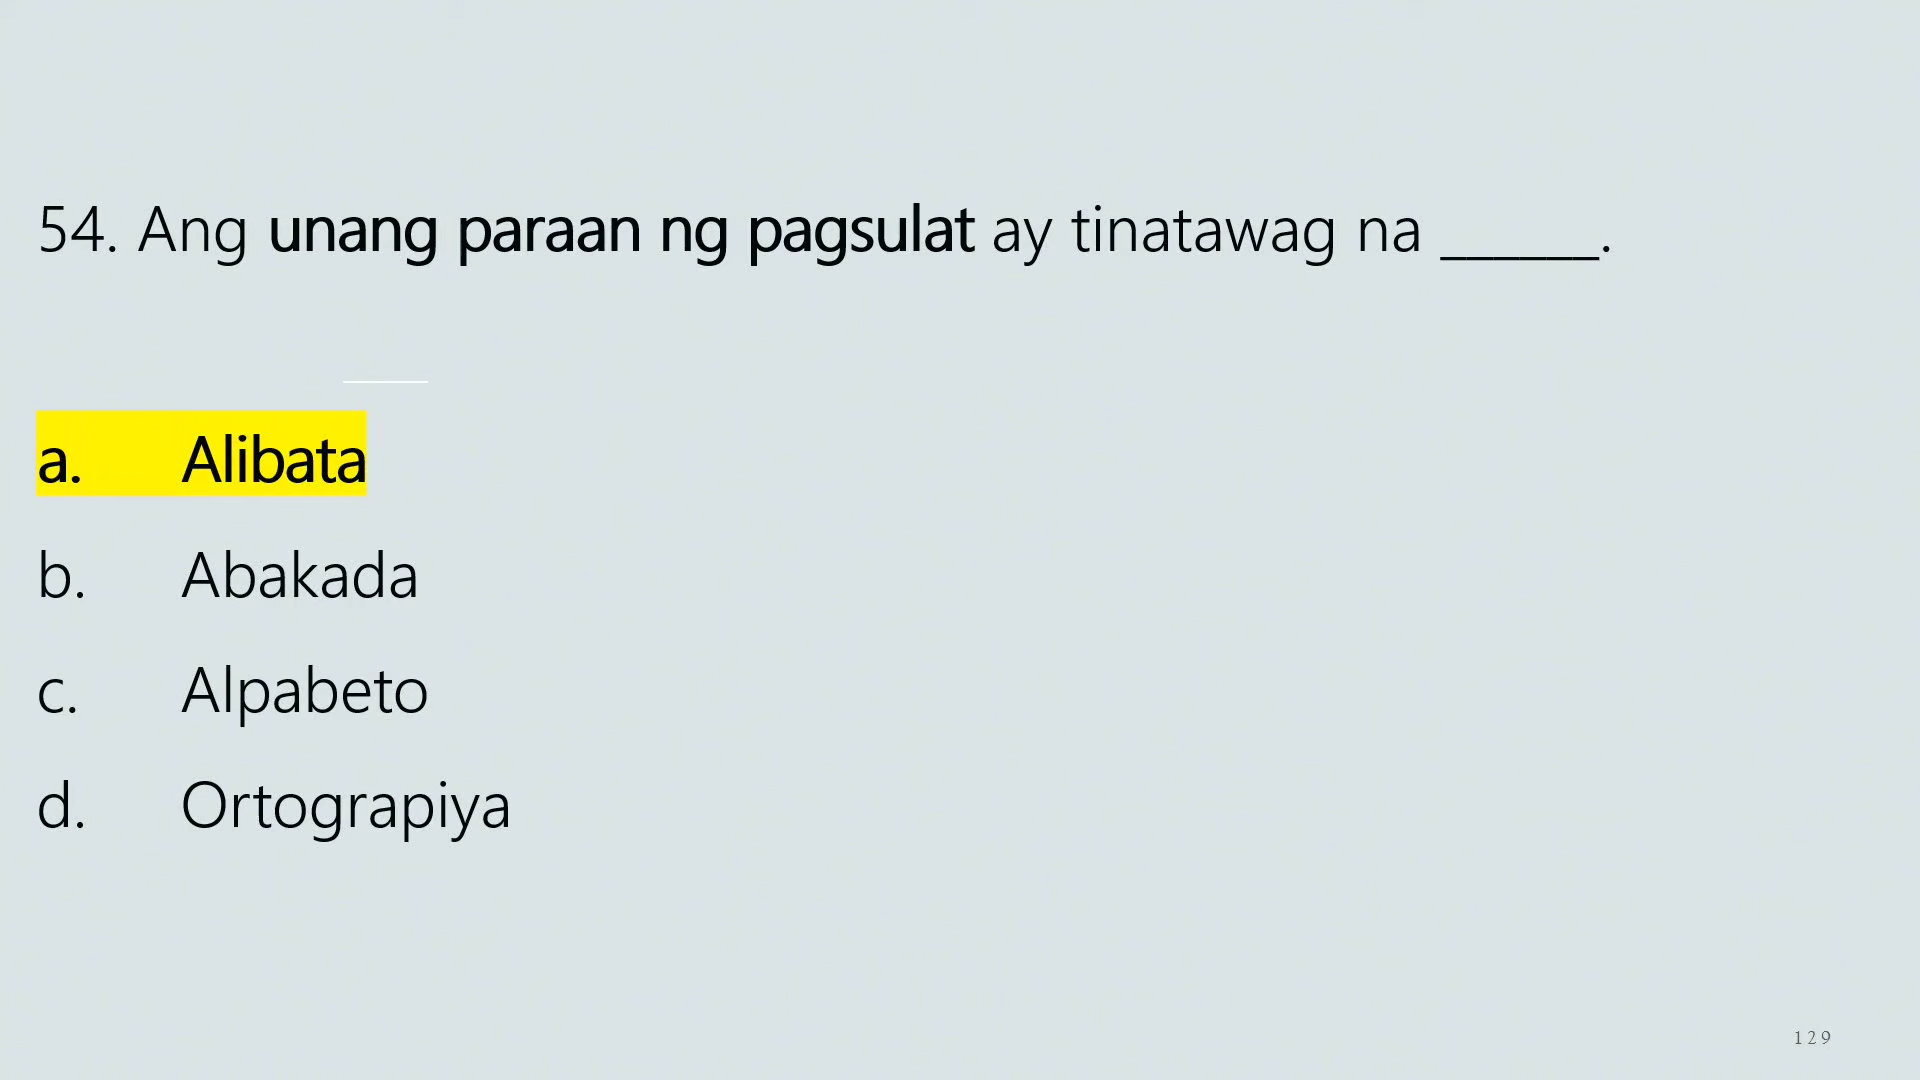 54. Ang unang paraan ng pagsulat ay tinatawag na ______.
a. Alibata
b. Abakada
c. Alpabeto
d. Ortograpiya
129